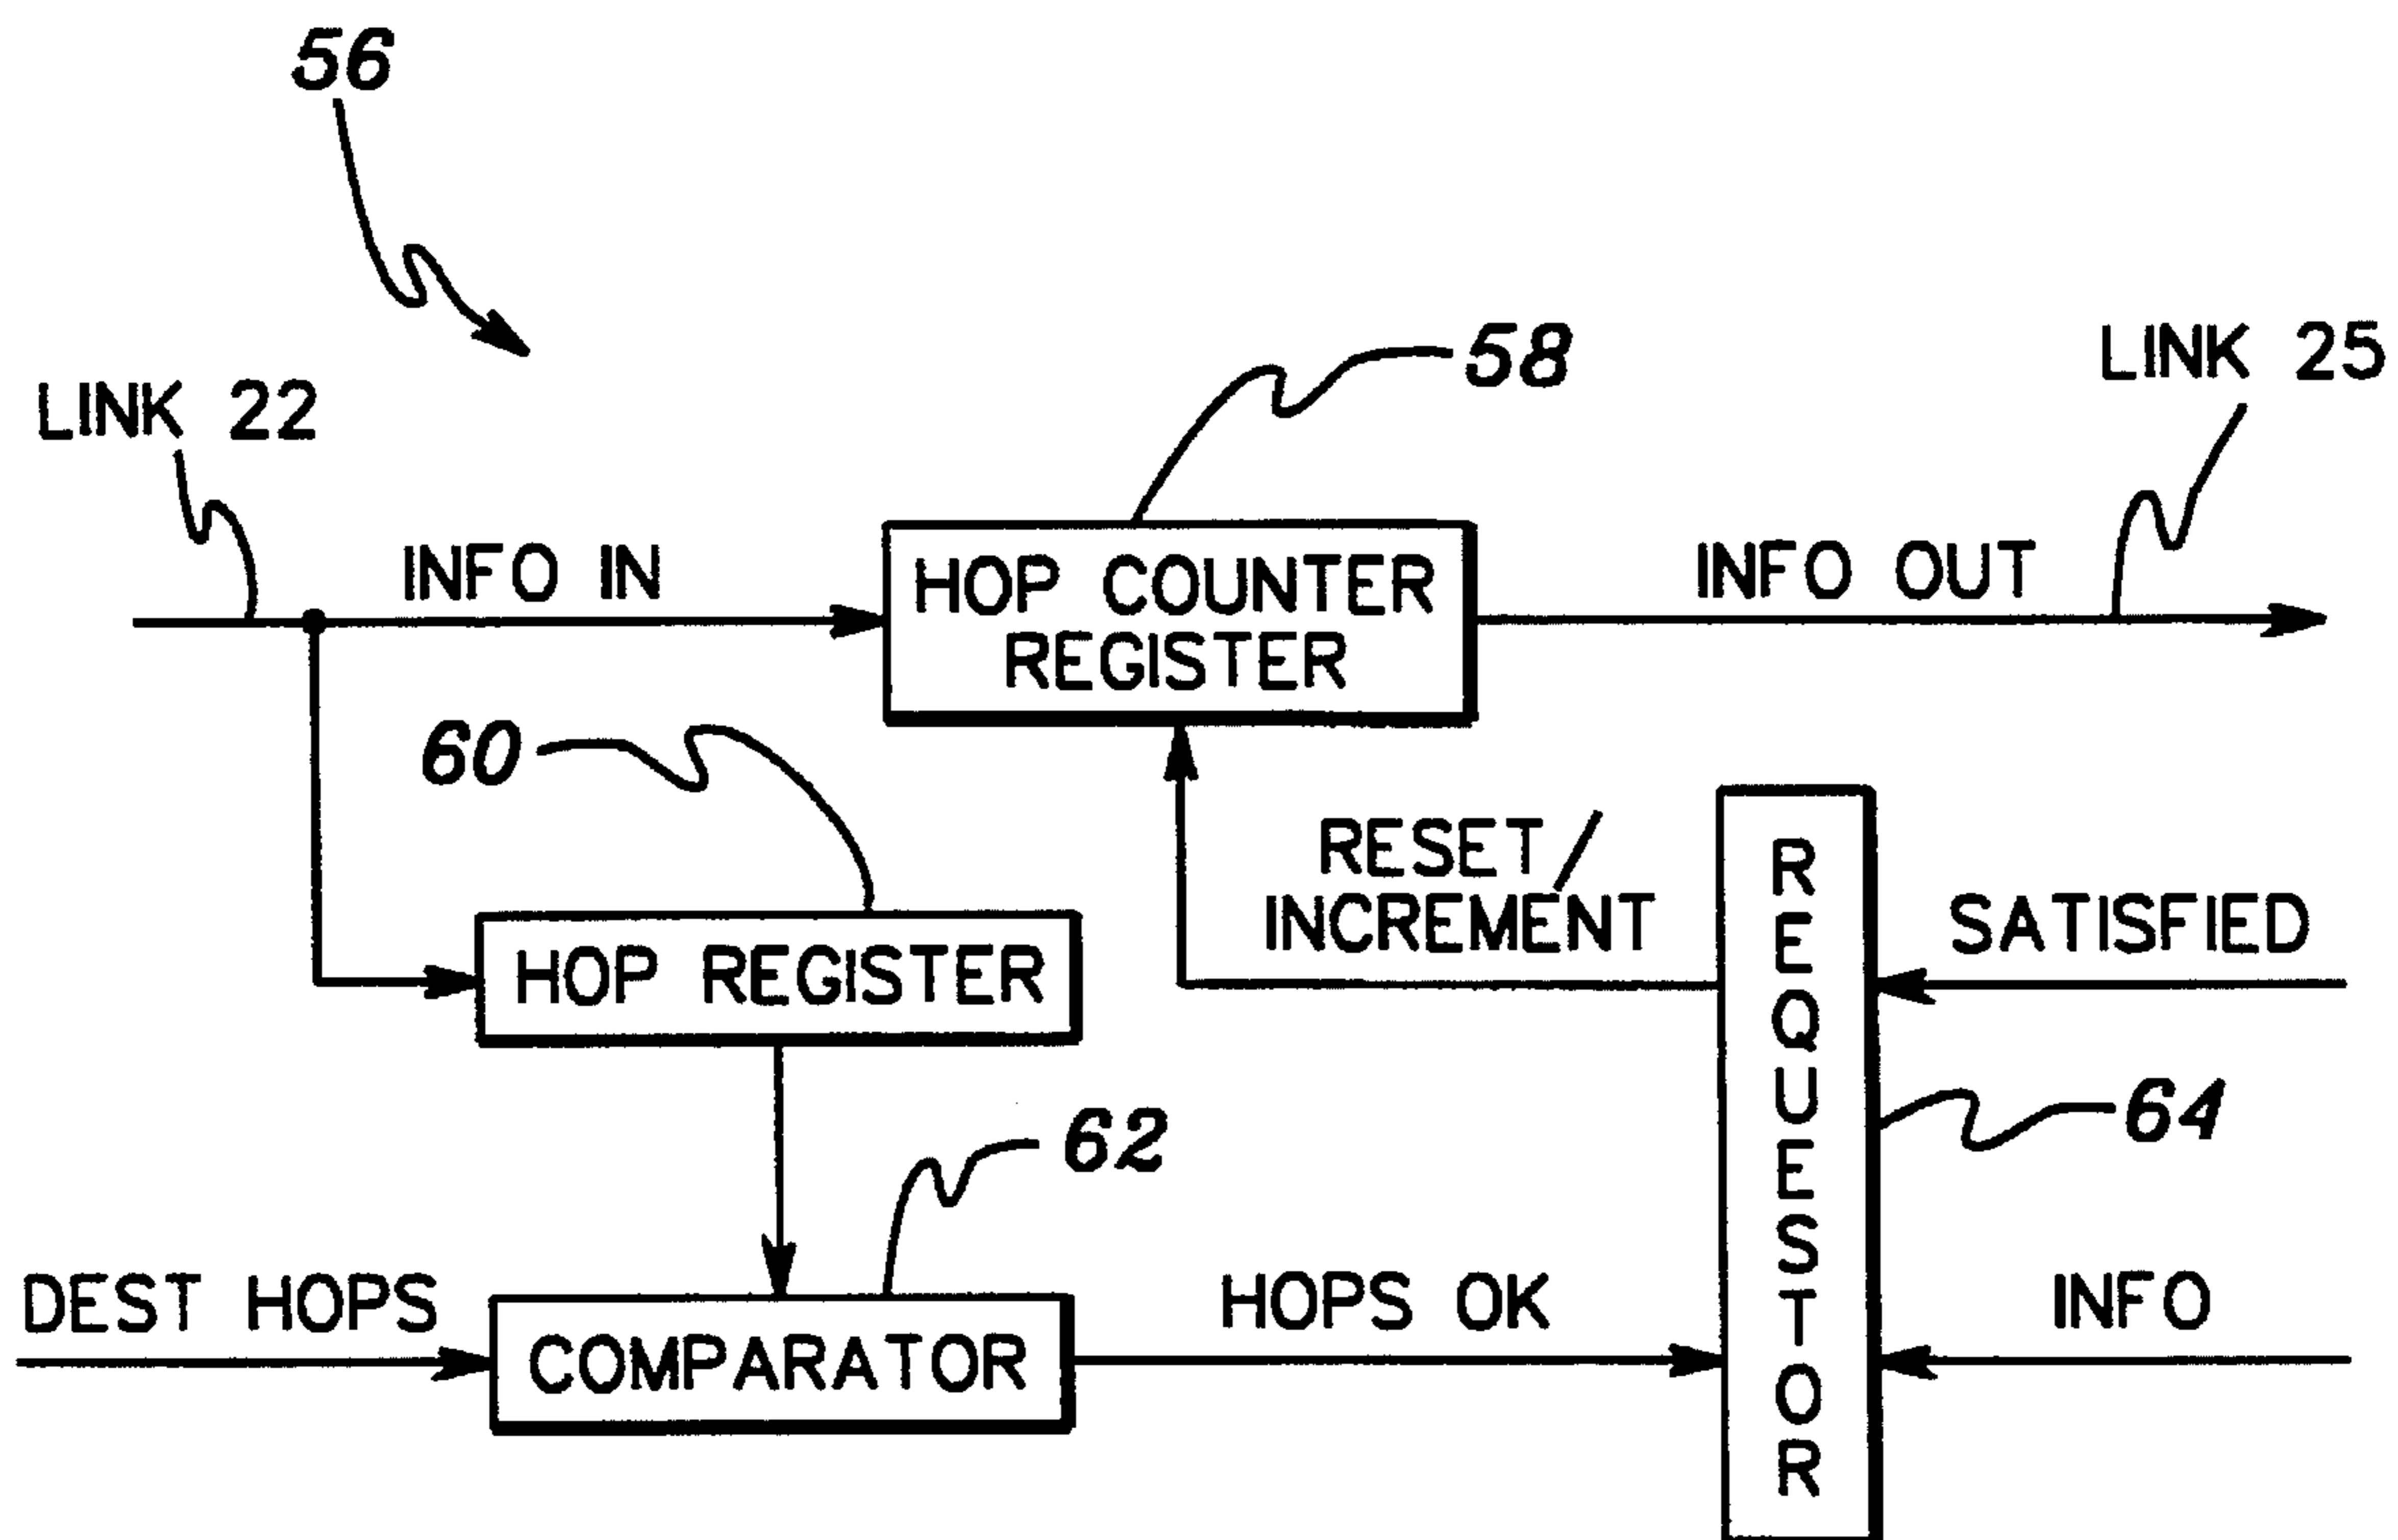 56
58
LINK 25
LINK 22
INFO IN
HOP COUNTER
REGISTER
INFO OUT
60
RESET/
INCREMENT
REQUESTOR
SATISFIED
HOP REGISTER
64
62
DEST HOPS
COMPARATOR
HOPS OK
INFO